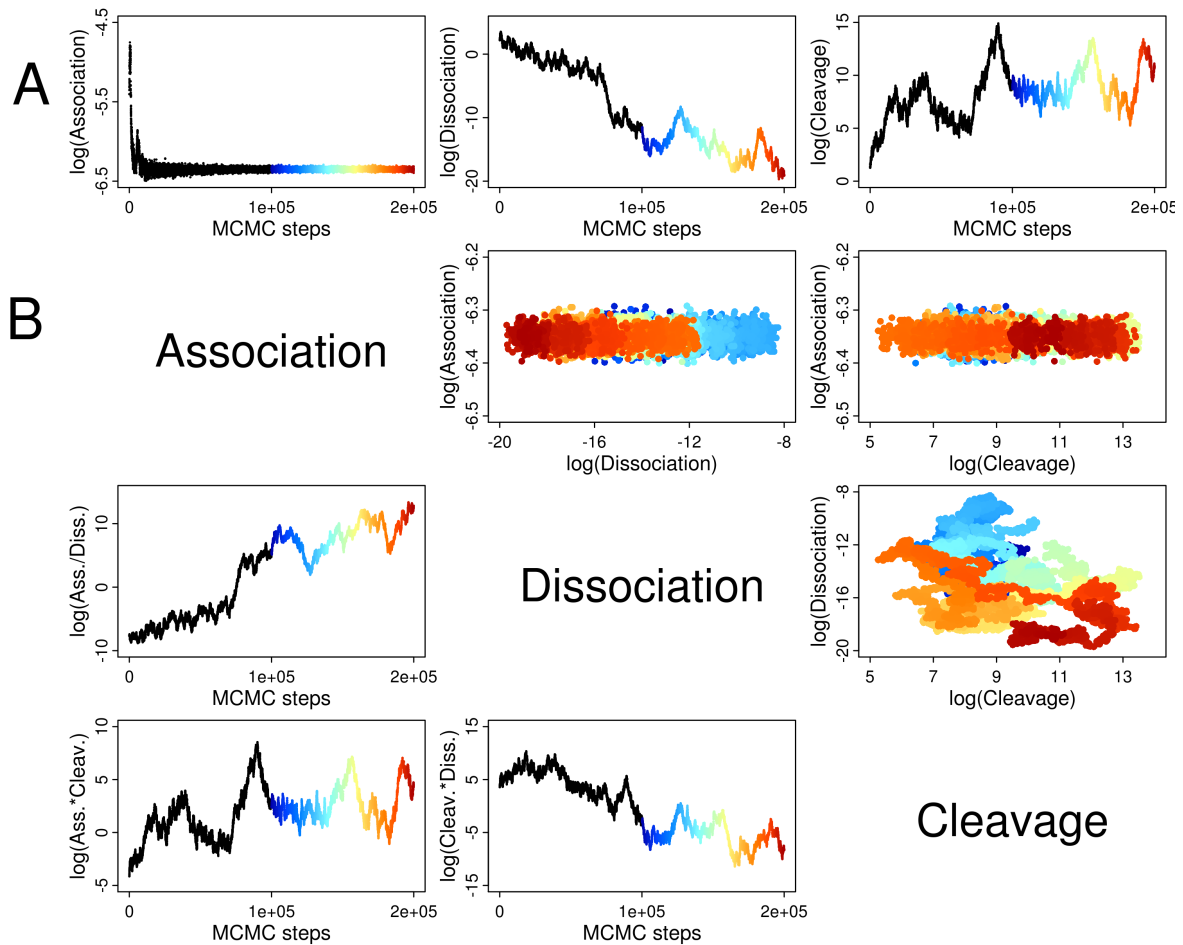 A
log(Association)
-4.5
-5.5
-6.5
0
1e+05
2e+05
MCMC steps
log(Dissociation)
0
-10
-20
0
1e+05
2e+05
MCMC steps
log(Cleavage)
15
10
5
0
0
1e+05
2e+05
MCMC steps
B
Association
log(Association)
-6.2
-6.3
-6.4
-6.5
-20
-16
-12
-8
log(Dissociation)
log(Association)
-6.2
-6.3
-6.4
-6.5
5
7
9
11
13
log(Cleavage)
log(Ass./Diss.)
10
0
-10
0
1e+05
2e+05
MCMC steps
Dissociation
log(Dissociation)
-8
-12
-16
-20
5
7
9
11
13
log(Cleavage)
log(Ass.*Cleav.)
10
5
0
-5
0
1e+05
2e+05
MCMC steps
log(Cleav.*Diss.)
15
5
-5
-15
0
1e+05
2e+05
MCMC steps
Cleavage